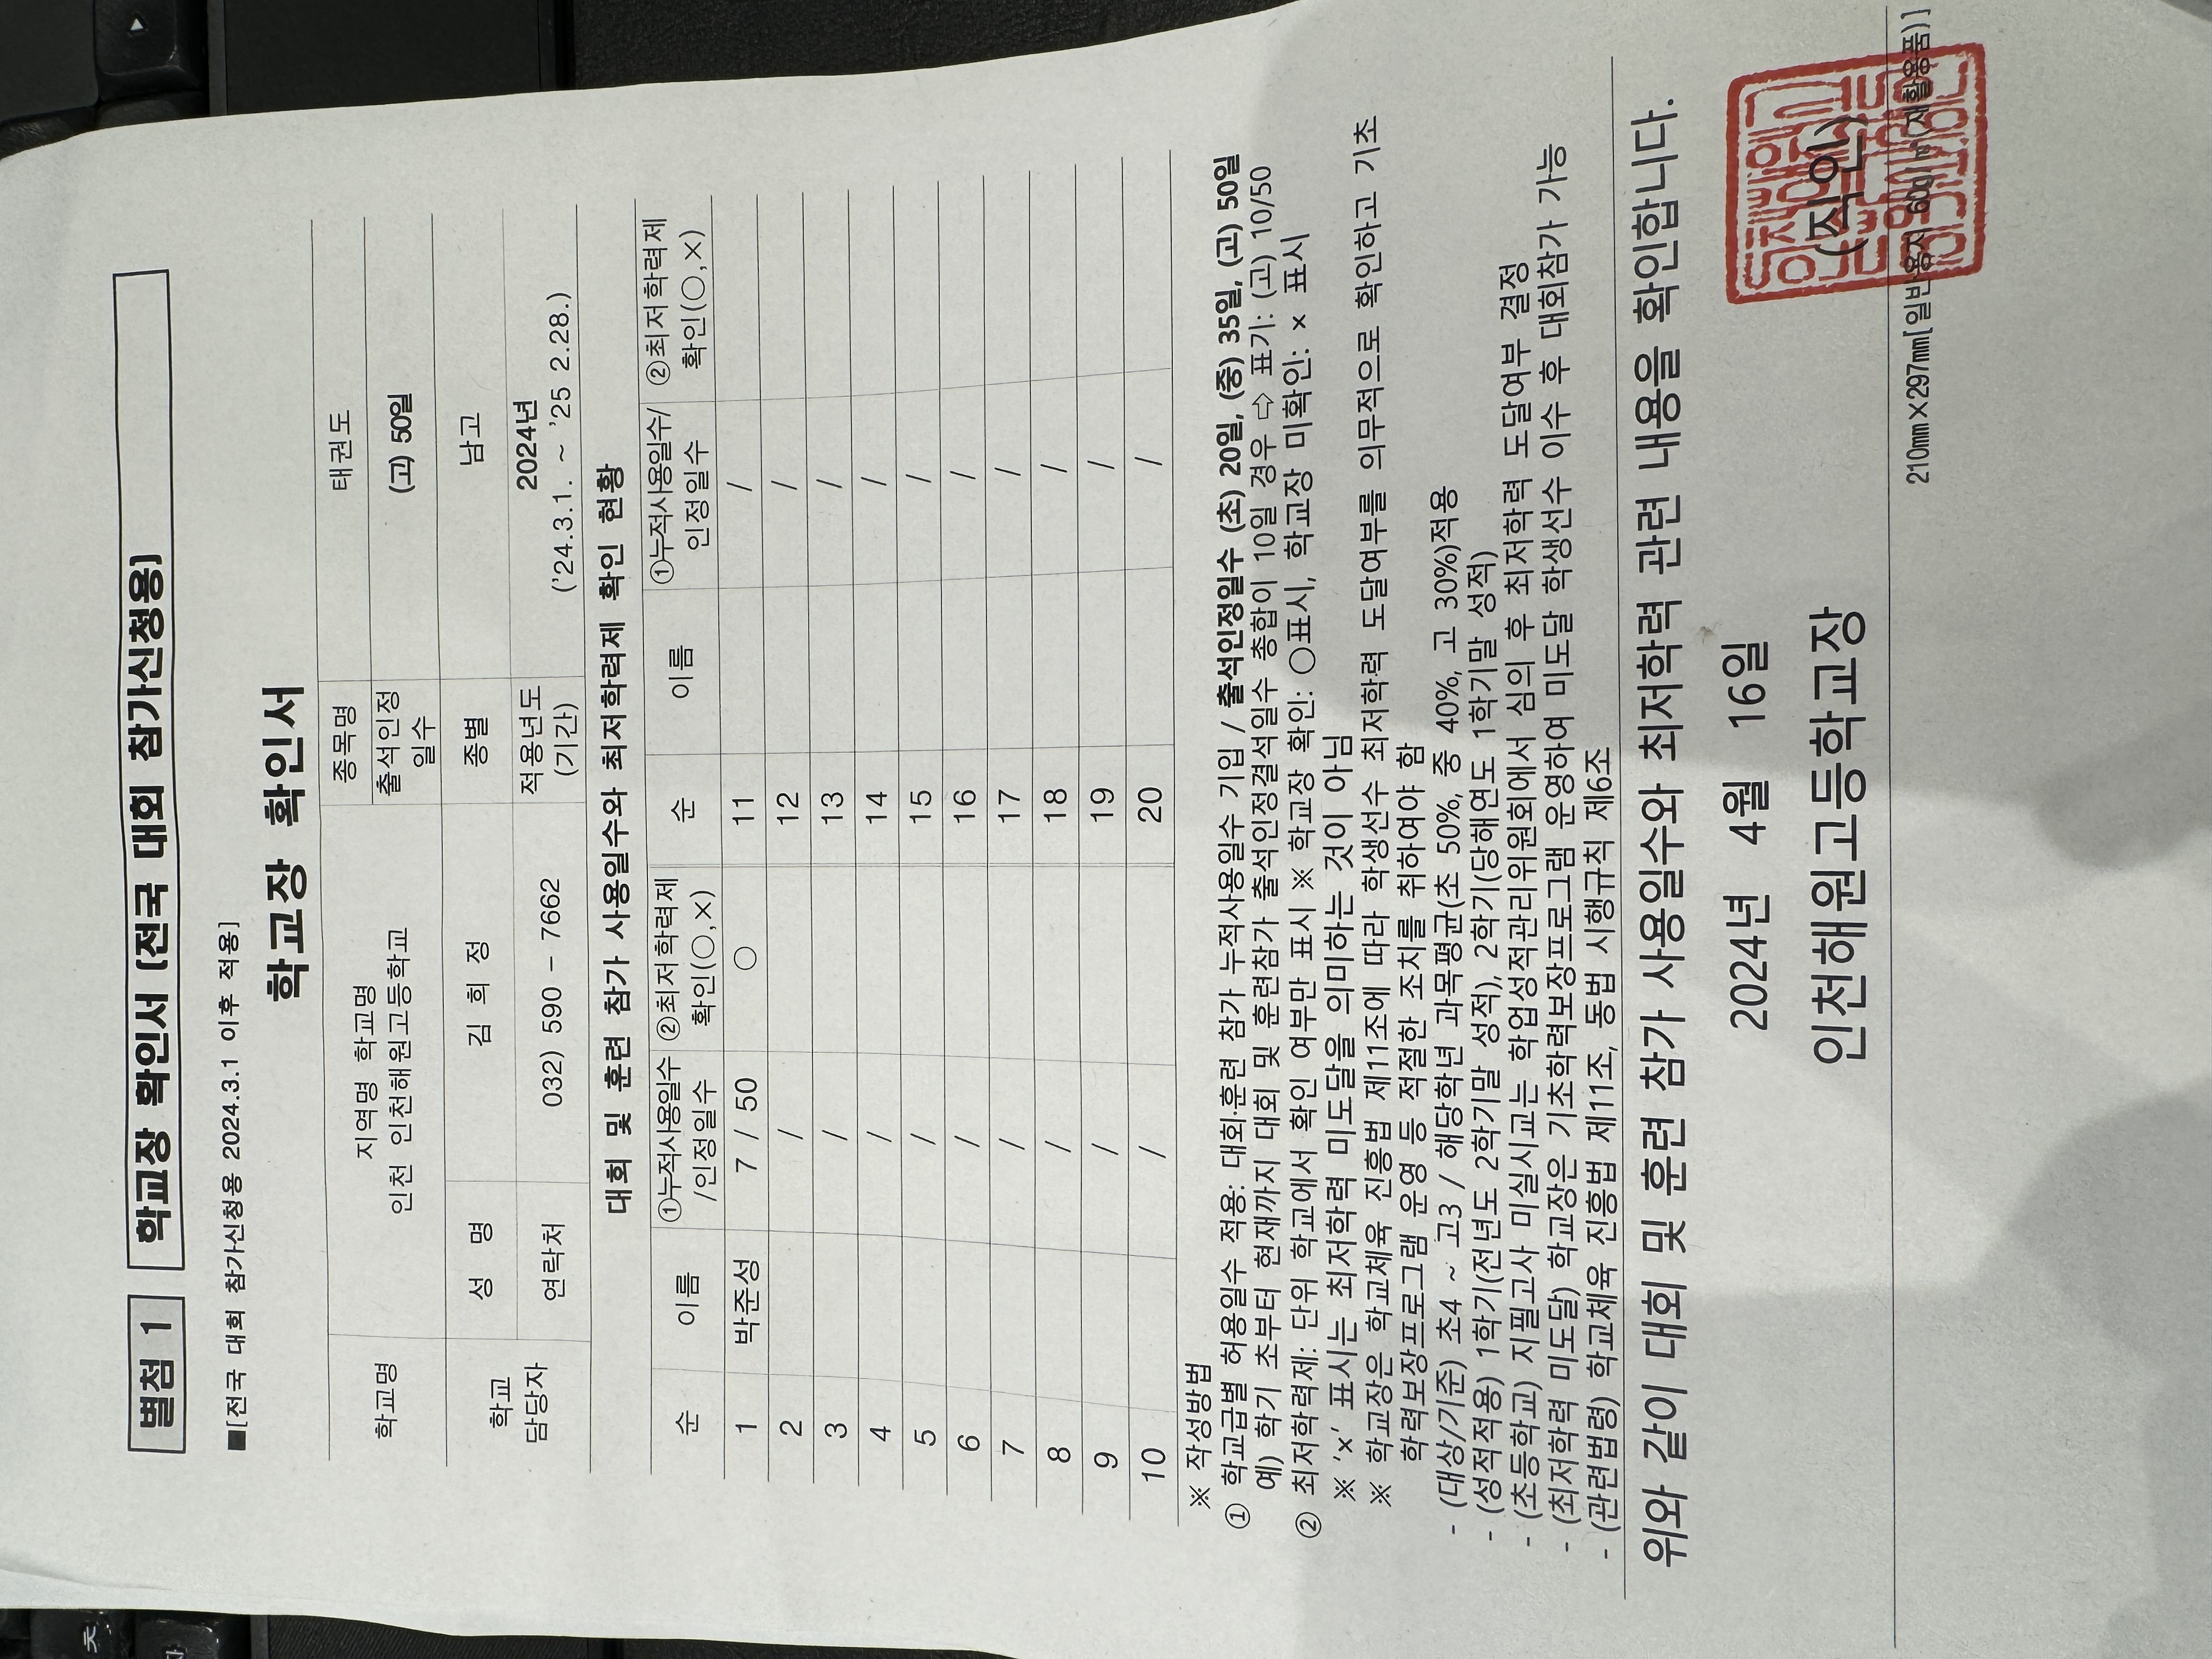 별첨 1
학교장 확인서 (전국 대회 참가신청용)
■[전국 대회 참가신청용 2024.3.1 이후 적용]
학교장 확인서
학교명
지역명 학교명
인천 인천해원고등학교
종목명
태권도
출석인정
일수
(고) 50일
학교
담당자
성 명
김 희 정
종별
남고
연락처
032) 590 - 7662
적용년도
(기간)
2024년
('24.3.1. ~ '25 2.28.)
대회 및 훈련 참가 사용일수와 최저학력제 확인 현황
순 이름 ①누적사용일수/인정일수 ②최저학력제 확인(○,×) 순 이름 ①누적사용일수/인정일수 ②최저학력제 확인(○,×)
1 박준성 7 / 50 ○ 11 /
2 / 12 /
3 / 13 /
4 / 14 /
5 / 15 /
6 / 16 /
7 / 17 /
8 / 18 /
9 / 19 /
10 / 20 /
※ 작성방법
① 학교급별 허용일수 적용: 대회·훈련 참가 누적사용일수 기입 / 출석인정일수 (초) 20일, (중) 35일, (고) 50일
예) 학기 초부터 현재까지 대회 및 훈련참가 출석인정결석일수 총합이 10일 경우 ⇨ 표기: (고) 10/50
② 최저학력제: 단위 학교에서 확인 여부만 표시 ※ 학교장 확인: ○표시, 학교장 미확인: × 표시
※ '×' 표시는 최저학력 미도달을 의미하는 것이 아님
※ 학교장은 학교체육 진흥법 제11조에 따라 학생선수 최저학력 도달여부를 의무적으로 확인하고 기초
학력보장프로그램 운영 등 적절한 조치를 취하여야 함
- (대상/기준) 초4 ~ 고3 / 해당학년 과목평균(초 50%, 중 40%, 고 30%)적용
- (성적적용) 1학기(전년도 2학기말 성적), 2학기(당해연도 1학기말 성적)
- (초등학교) 지필고사 미실시교는 학업성적관리위원회에서 심의 후 최저학력 도달여부 결정
- (최저학력 미도달) 학교장은 기초학력보장프로그램 운영하여 미도달 학생선수 이수 후 대회참가 가능
- (관련법령) 학교체육 진흥법 제11조, 동법 시행규칙 제6조
위와 같이 대회 및 훈련 참가 사용일수와 최저학력 관련 내용을 확인합니다.
2024년 4월 16일
인천해원고등학교장 (직인)
210mm×297mm[일반용지 60g/㎡(재활용품)]